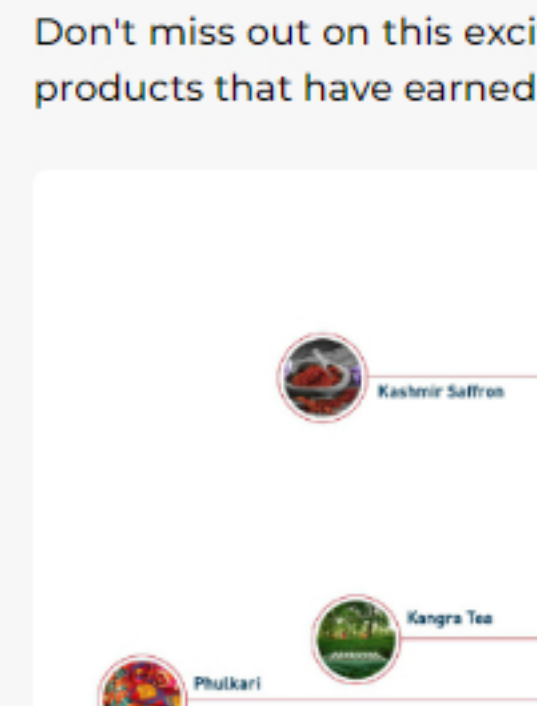 Don't miss out on this exci
products that have earned
Kashmir Saffron
Kangra Tea
Phulkari